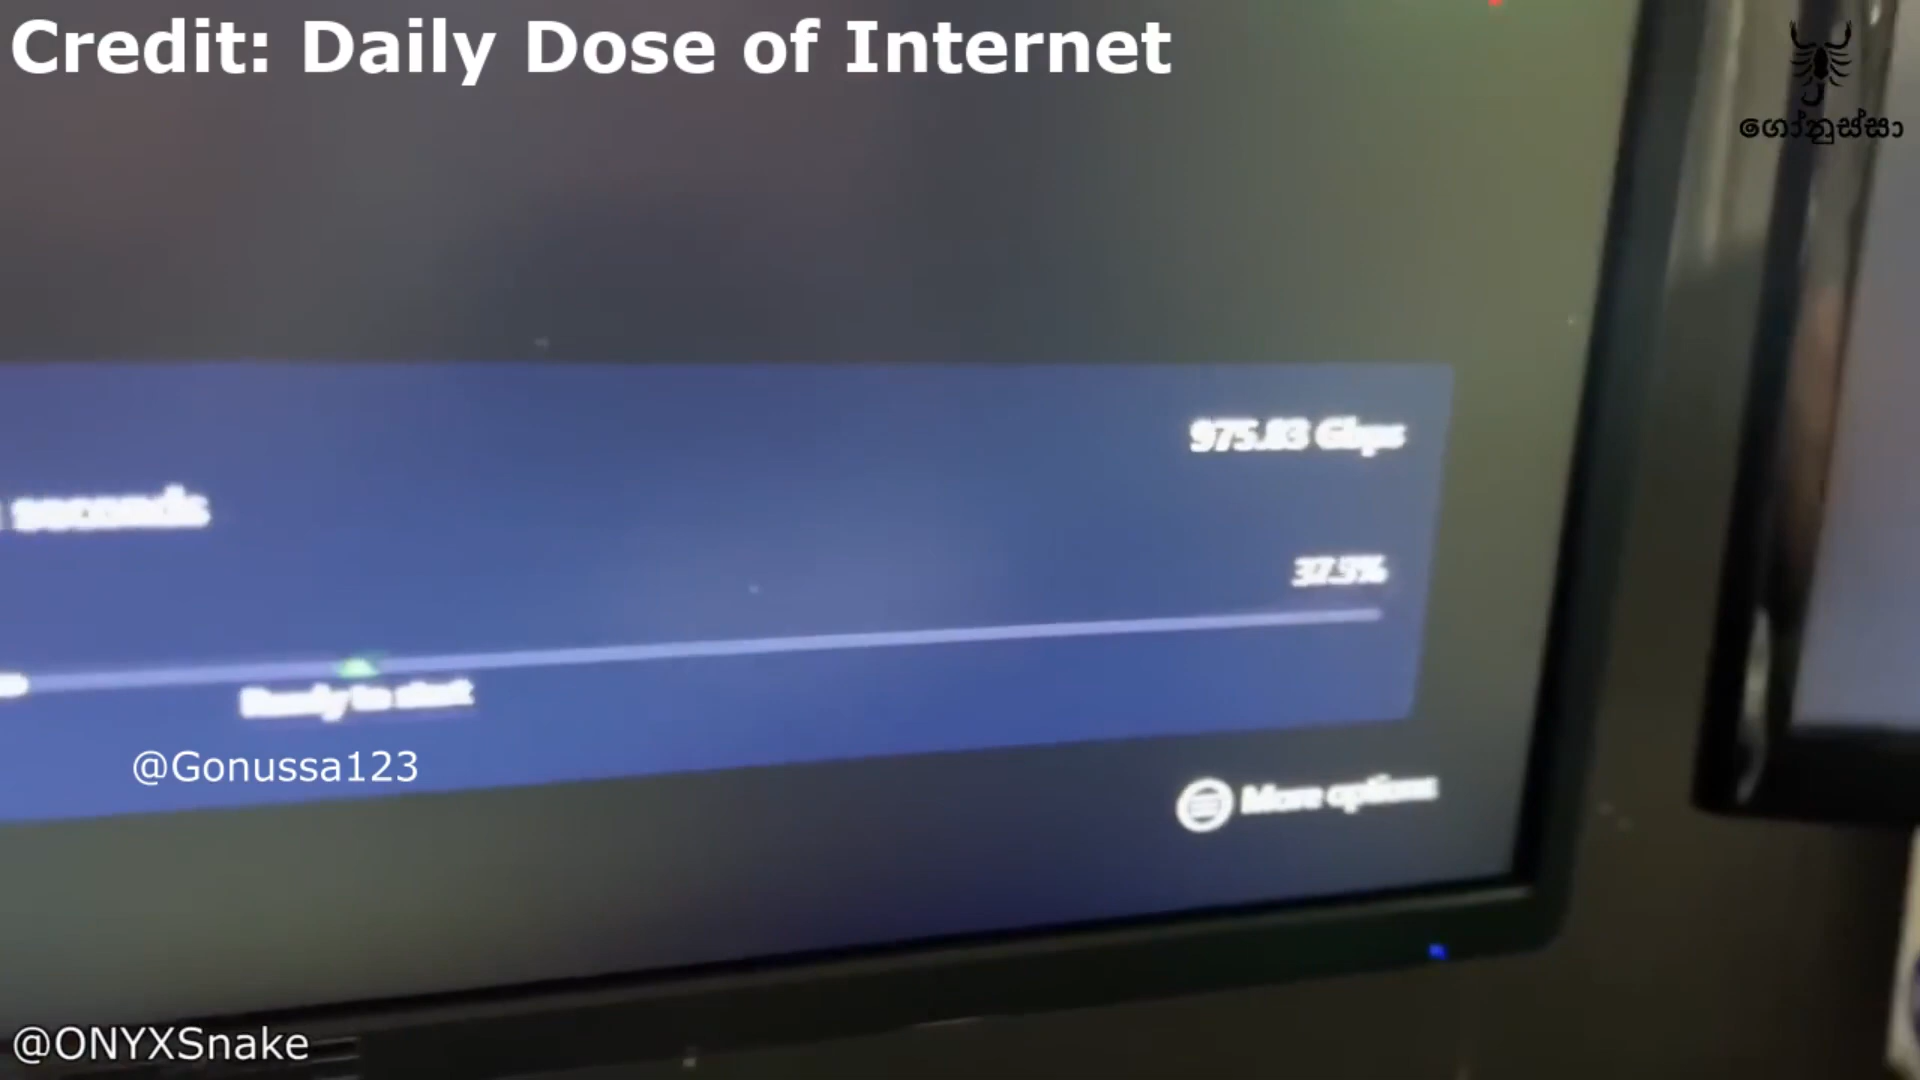 Credit: Daily Dose of Internet
ගෝනුස්සා
975.83 Gbps
seconds
37.5%
Ready to start
@Gonussa123
More options
@ONYXSnake